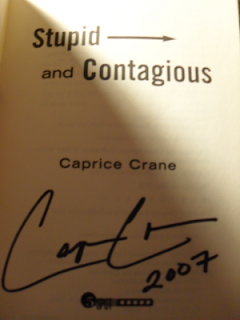 Stupid
and Contagious
Caprice Crane
2007